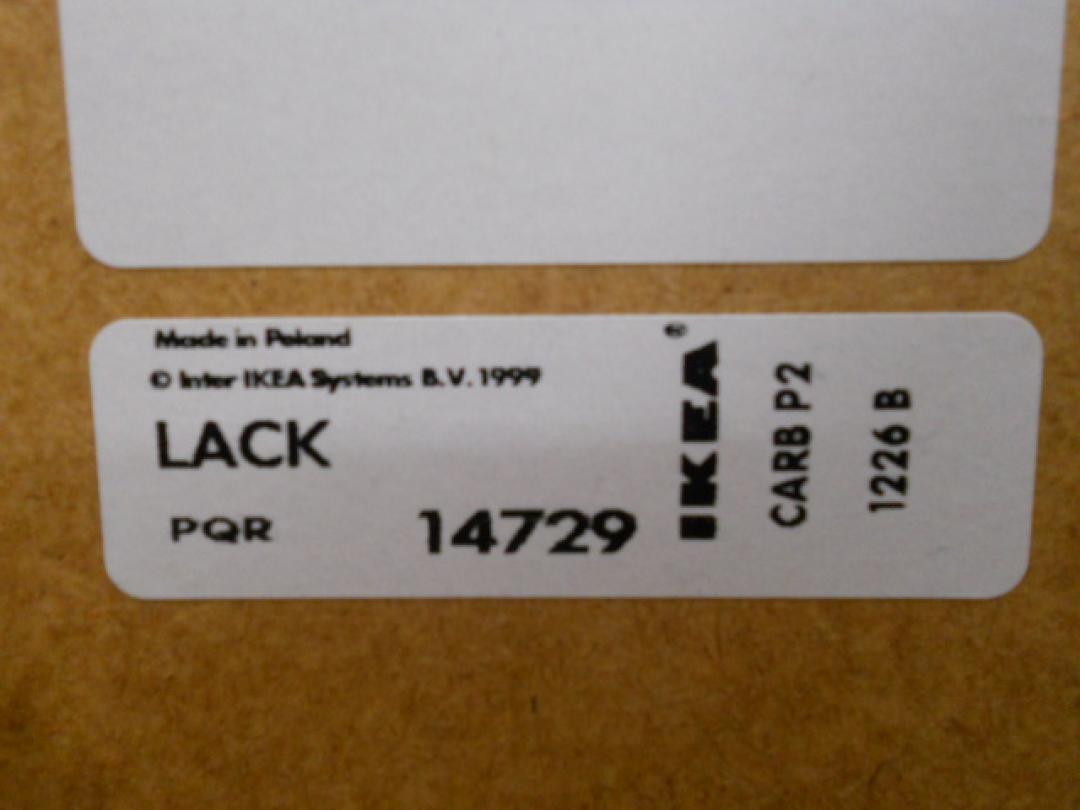 Made in Poland
© Inter IKEA Systems B.V. 1999
LACK
PQR 14729
IKEA®
CARB P2
1226 B